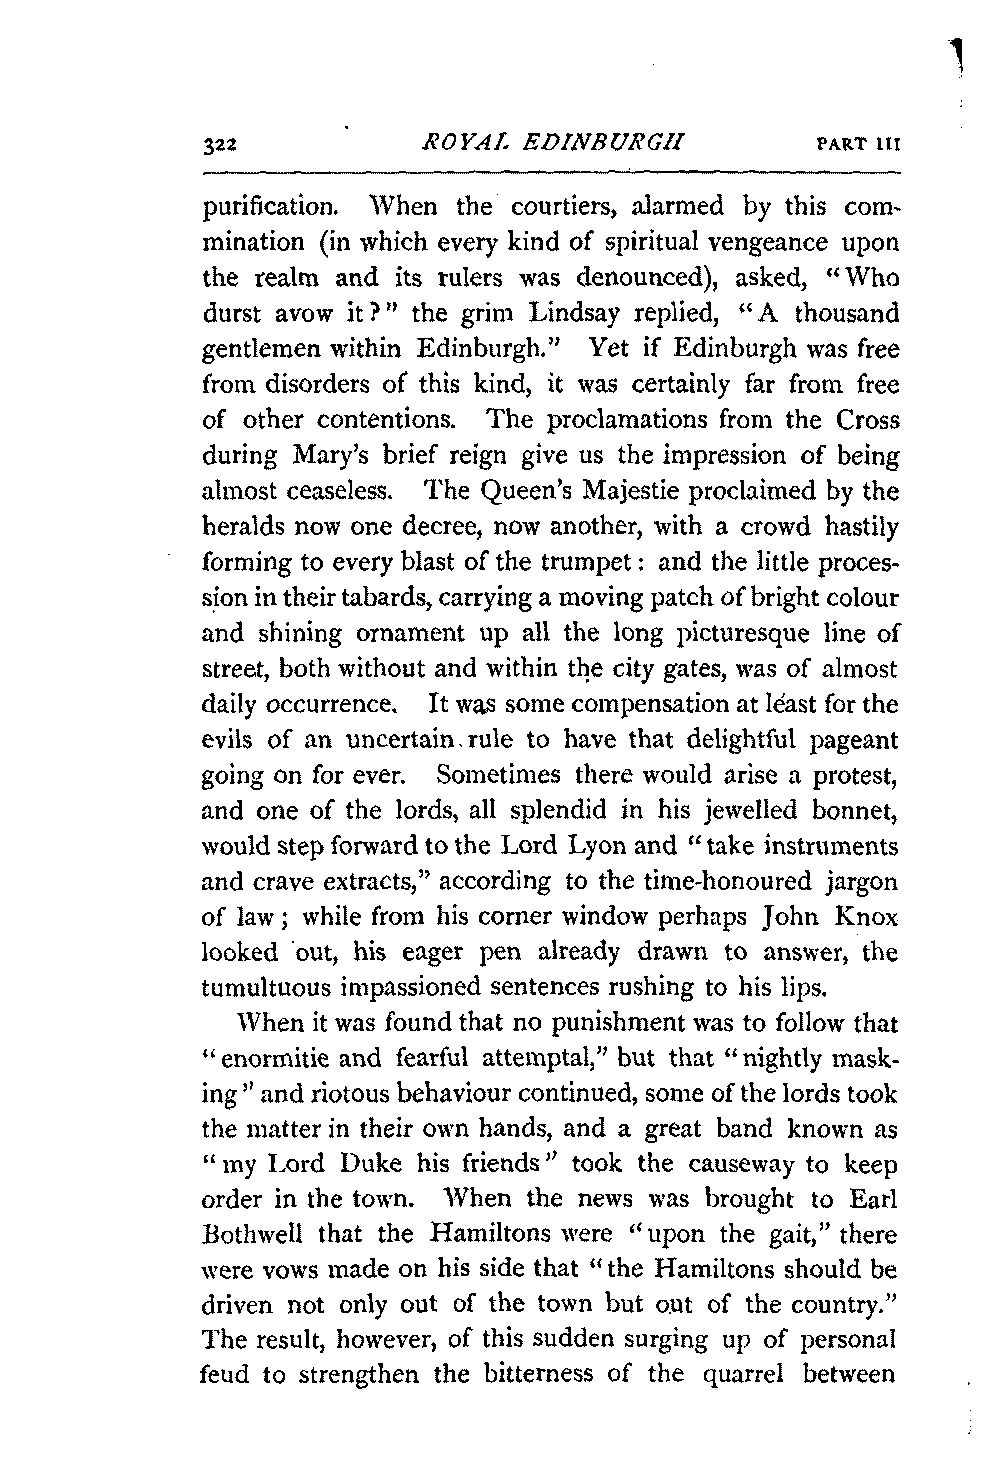 322 ROYAL EDINBURGH PART III
purification. When the courtiers, alarmed by this com-
mination (in which every kind of spiritual vengeance upon
the realm and its rulers was denounced), asked, "Who
durst avow it?" the grim Lindsay replied, "A thousand
gentlemen within Edinburgh." Yet if Edinburgh was free
from disorders of this kind, it was certainly far from free
of other contentions. The proclamations from the Cross
during Mary's brief reign give us the impression of being
almost ceaseless. The Queen's Majestie proclaimed by the
heralds now one decree, now another, with a crowd hastily
forming to every blast of the trumpet: and the little proces-
sion in their tabards, carrying a moving patch of bright colour
and shining ornament up all the long picturesque line of
street, both without and within the city gates, was of almost
daily occurrence. It was some compensation at least for the
evils of an uncertain rule to have that delightful pageant
going on for ever. Sometimes there would arise a protest,
and one of the lords, all splendid in his jewelled bonnet,
would step forward to the Lord Lyon and "take instruments
and crave extracts," according to the time-honoured jargon
of law; while from his corner window perhaps John Knox
looked out, his eager pen already drawn to answer, the
tumultuous impassioned sentences rushing to his lips.
When it was found that no punishment was to follow that
"enormitie and fearful attemptal," but that "nightly mask-
ing" and riotous behaviour continued, some of the lords took
the matter in their own hands, and a great band known as
"my Lord Duke his friends" took the causeway to keep
order in the town. When the news was brought to Earl
Bothwell that the Hamiltons were "upon the gait," there
were vows made on his side that "the Hamiltons should be
driven not only out of the town but out of the country."
The result, however, of this sudden surging up of personal
feud to strengthen the bitterness of the quarrel between